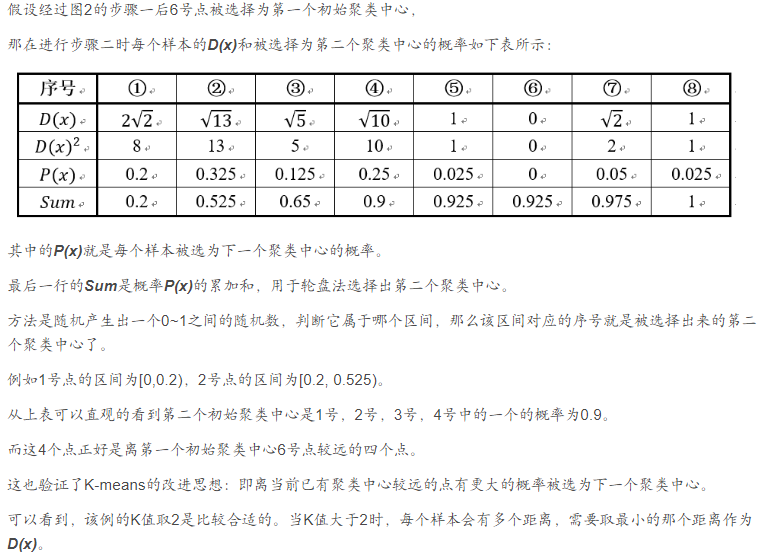 假设经过图2的步骤一后6号点被选择为第一个初始聚类中心，
那在进行步骤二时每个样本的D(x)和被选择为第二个聚类中心的概率如下表所示：
序号 ① ② ③ ④ ⑤ ⑥ ⑦ ⑧
D(x) 2√2 √13 √5 √10 1 0 √2 1
D(x)² 8 13 5 10 1 0 2 1
P(x) 0.2 0.325 0.125 0.25 0.025 0 0.05 0.025
Sum 0.2 0.525 0.65 0.9 0.925 0.925 0.975 1
其中的P(x)就是每个样本被选为下一个聚类中心的概率。
最后一行的Sum是概率P(x)的累加和，用于轮盘法选择出第二个聚类中心。
方法是随机产生出一个0~1之间的随机数，判断它属于哪个区间，那么该区间对应的序号就是被选择出来的第二
个聚类中心了。
例如1号点的区间为[0,0.2)，2号点的区间为[0.2, 0.525)。
从上表可以直观的看到第二个初始聚类中心是1号，2号，3号，4号中的一个的概率为0.9。
而这4个点正好是离第一个初始聚类中心6号点较远的四个点。
这也验证了K-means的改进思想：即离当前已有聚类中心较远的点有更大的概率被选为下一个聚类中心。
可以看到，该例的K值取2是比较合适的。当K值大于2时，每个样本会有多个距离，需要取最小的那个距离作为
D(x)。